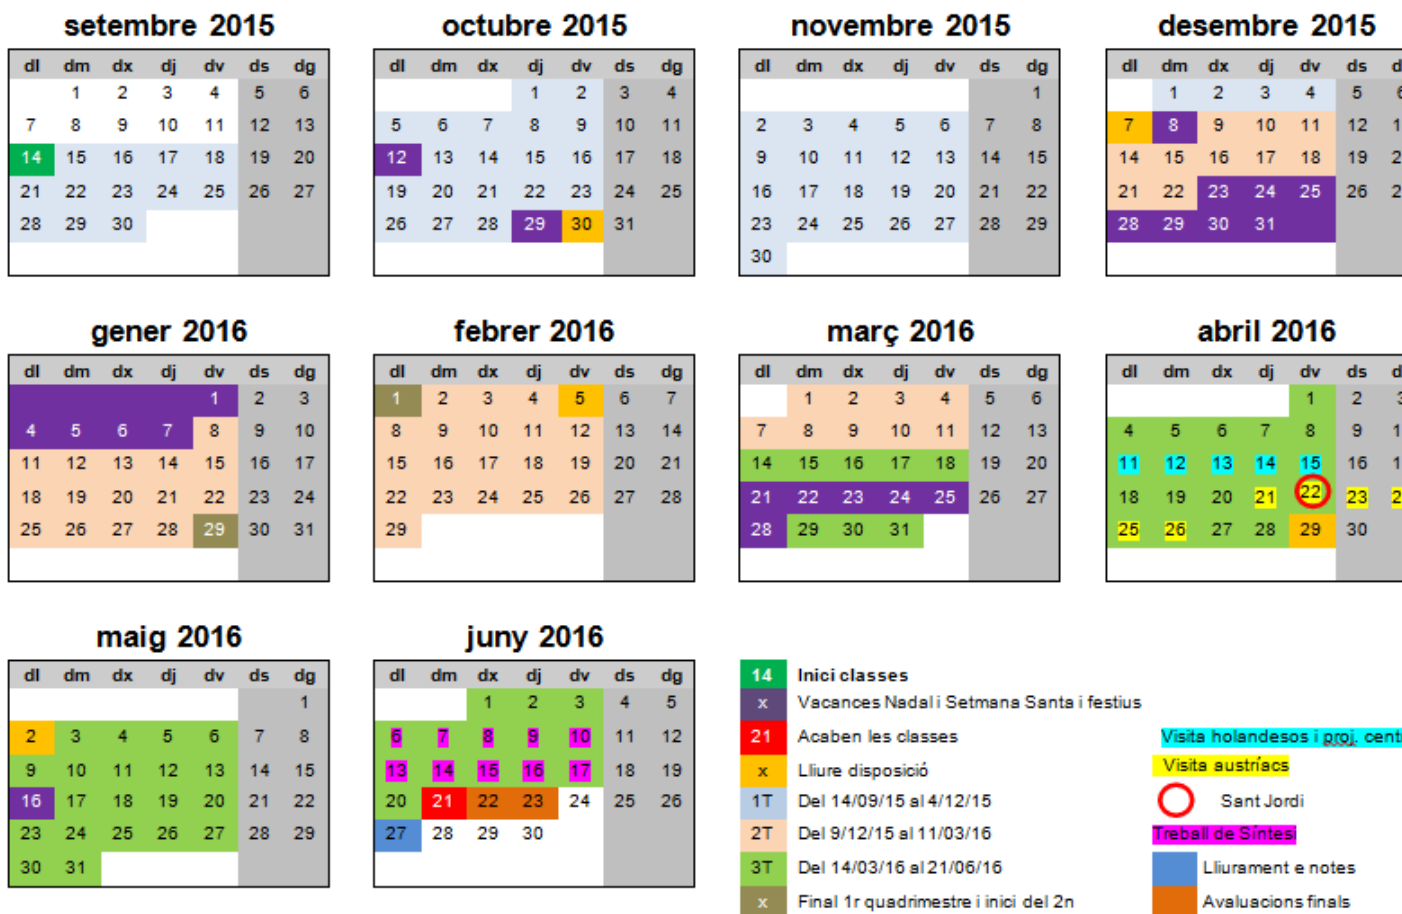 setembre 2015
dl dm dx dj dv ds dg
1 2 3 4 5 6
7 8 9 10 11 12 13
14 15 16 17 18 19 20
21 22 23 24 25 26 27
28 29 30
octubre 2015
dl dm dx dj dv ds dg
1 2 3 4
5 6 7 8 9 10 11
12 13 14 15 16 17 18
19 20 21 22 23 24 25
26 27 28 29 30 31
novembre 2015
dl dm dx dj dv ds dg
1
2 3 4 5 6 7 8
9 10 11 12 13 14 15
16 17 18 19 20 21 22
23 24 25 26 27 28 29
30
desembre 2015
dl dm dx dj dv ds
1 2 3 4 5
7 8 9 10 11 12
14 15 16 17 18 19
21 22 23 24 25 26
28 29 30 31
gener 2016
dl dm dx dj dv ds dg
1 2 3
4 5 6 7 8 9 10
11 12 13 14 15 16 17
18 19 20 21 22 23 24
25 26 27 28 29 30 31
febrer 2016
dl dm dx dj dv ds dg
1 2 3 4 5 6 7
8 9 10 11 12 13 14
15 16 17 18 19 20 21
22 23 24 25 26 27 28
29
març 2016
dl dm dx dj dv ds dg
1 2 3 4 5 6
7 8 9 10 11 12 13
14 15 16 17 18 19 20
21 22 23 24 25 26 27
28 29 30 31
abril 2016
dl dm dx dj dv ds
1 2
4 5 6 7 8 9
11 12 13 14 15 16
18 19 20 21 22 23
25 26 27 28 29 30
maig 2016
dl dm dx dj dv ds dg
1
2 3 4 5 6 7 8
9 10 11 12 13 14 15
16 17 18 19 20 21 22
23 24 25 26 27 28 29
30 31
juny 2016
dl dm dx dj dv ds dg
1 2 3 4 5
6 7 8 9 10 11 12
13 14 15 16 17 18 19
20 21 22 23 24 25 26
27 28 29 30
14 Inici classes
x Vacances Nadal i Setmana Santa i festius
21 Acaben les classes
x Lliure disposició
1T Del 14/09/15 al 4/12/15
2T Del 9/12/15 al 11/03/16
3T Del 14/03/16 al 21/06/16
x Final 1r quadrimestre i inici del 2n
Visita holandesos i proj. centr
Visita austríacs
Sant Jordi
Treball de Síntesi
Lliurament e notes
Avaluacions finals